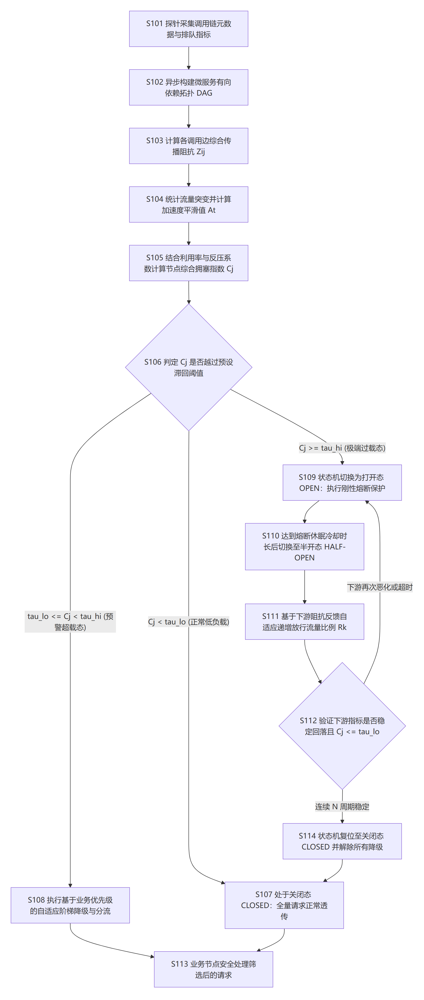 S101 探针采集调用链元数
据与排队指标
S102 异步构建微服务有向
依赖拓扑 DAG
S103 计算各调用边综合传
播阻抗 Zij
S104 统计流量突变并计算
加速度平滑值 At
S105 结合利用率与反压系
数计算节点综合拥塞指数 Cj
S106 判定 Cj 是否越过预设
滞回阈值
Cj >= tau_hi (极端过载态)
S109 状态机切换为打开态
OPEN：执行刚性熔断保护
S110 达到熔断休眠冷却时
长后切换至半开态 HALF-
OPEN
下游再次恶化或超时
tau_lo <= Cj < tau_hi (预
警超载态)
Cj < tau_lo (正常低负载)
S111 基于下游阻抗反馈自
适应递增放行流量比例 Rk
S112 验证下游指标是否稳
定回落且 Cj <= tau_lo
连续 N 周期稳定
S114 状态机复位至关闭态
CLOSED 并解除所有降级
S108 执行基于业务优先级
的自适应阶梯降级与分流
S107 处于关闭态
CLOSED：全量请求正常透
传
S113 业务节点安全处理筛
选后的请求